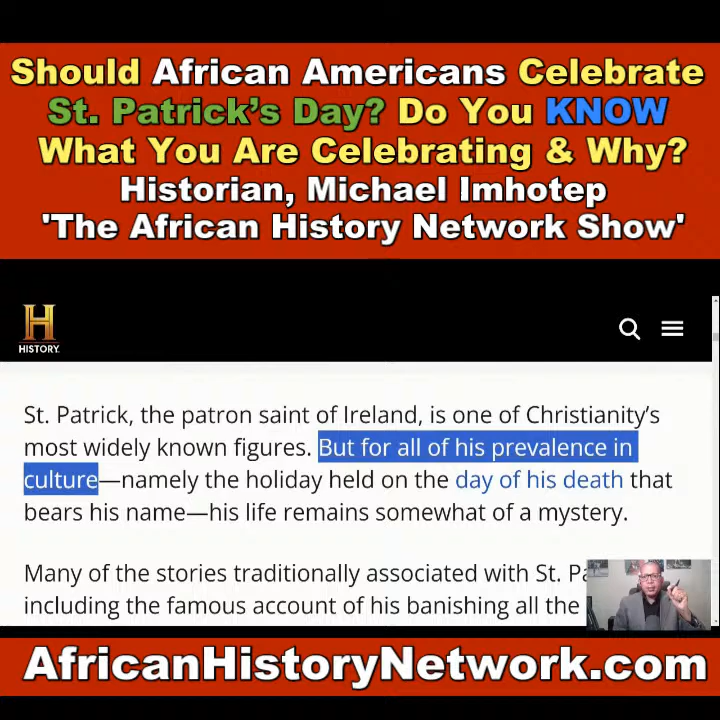 Should African Americans Celebrate
St. Patrick’s Day? Do You KNOW
What You Are Celebrating & Why?
Historian, Michael Imhotep
'The African History Network Show'
H
HISTORY.
St. Patrick, the patron saint of Ireland, is one of Christianity’s
most widely known figures. But for all of his prevalence in
culture—namely the holiday held on the day of his death that
bears his name—his life remains somewhat of a mystery.
Many of the stories traditionally associated with St.
including the famous account of his banishing all the
AfricanHistoryNetwork.com